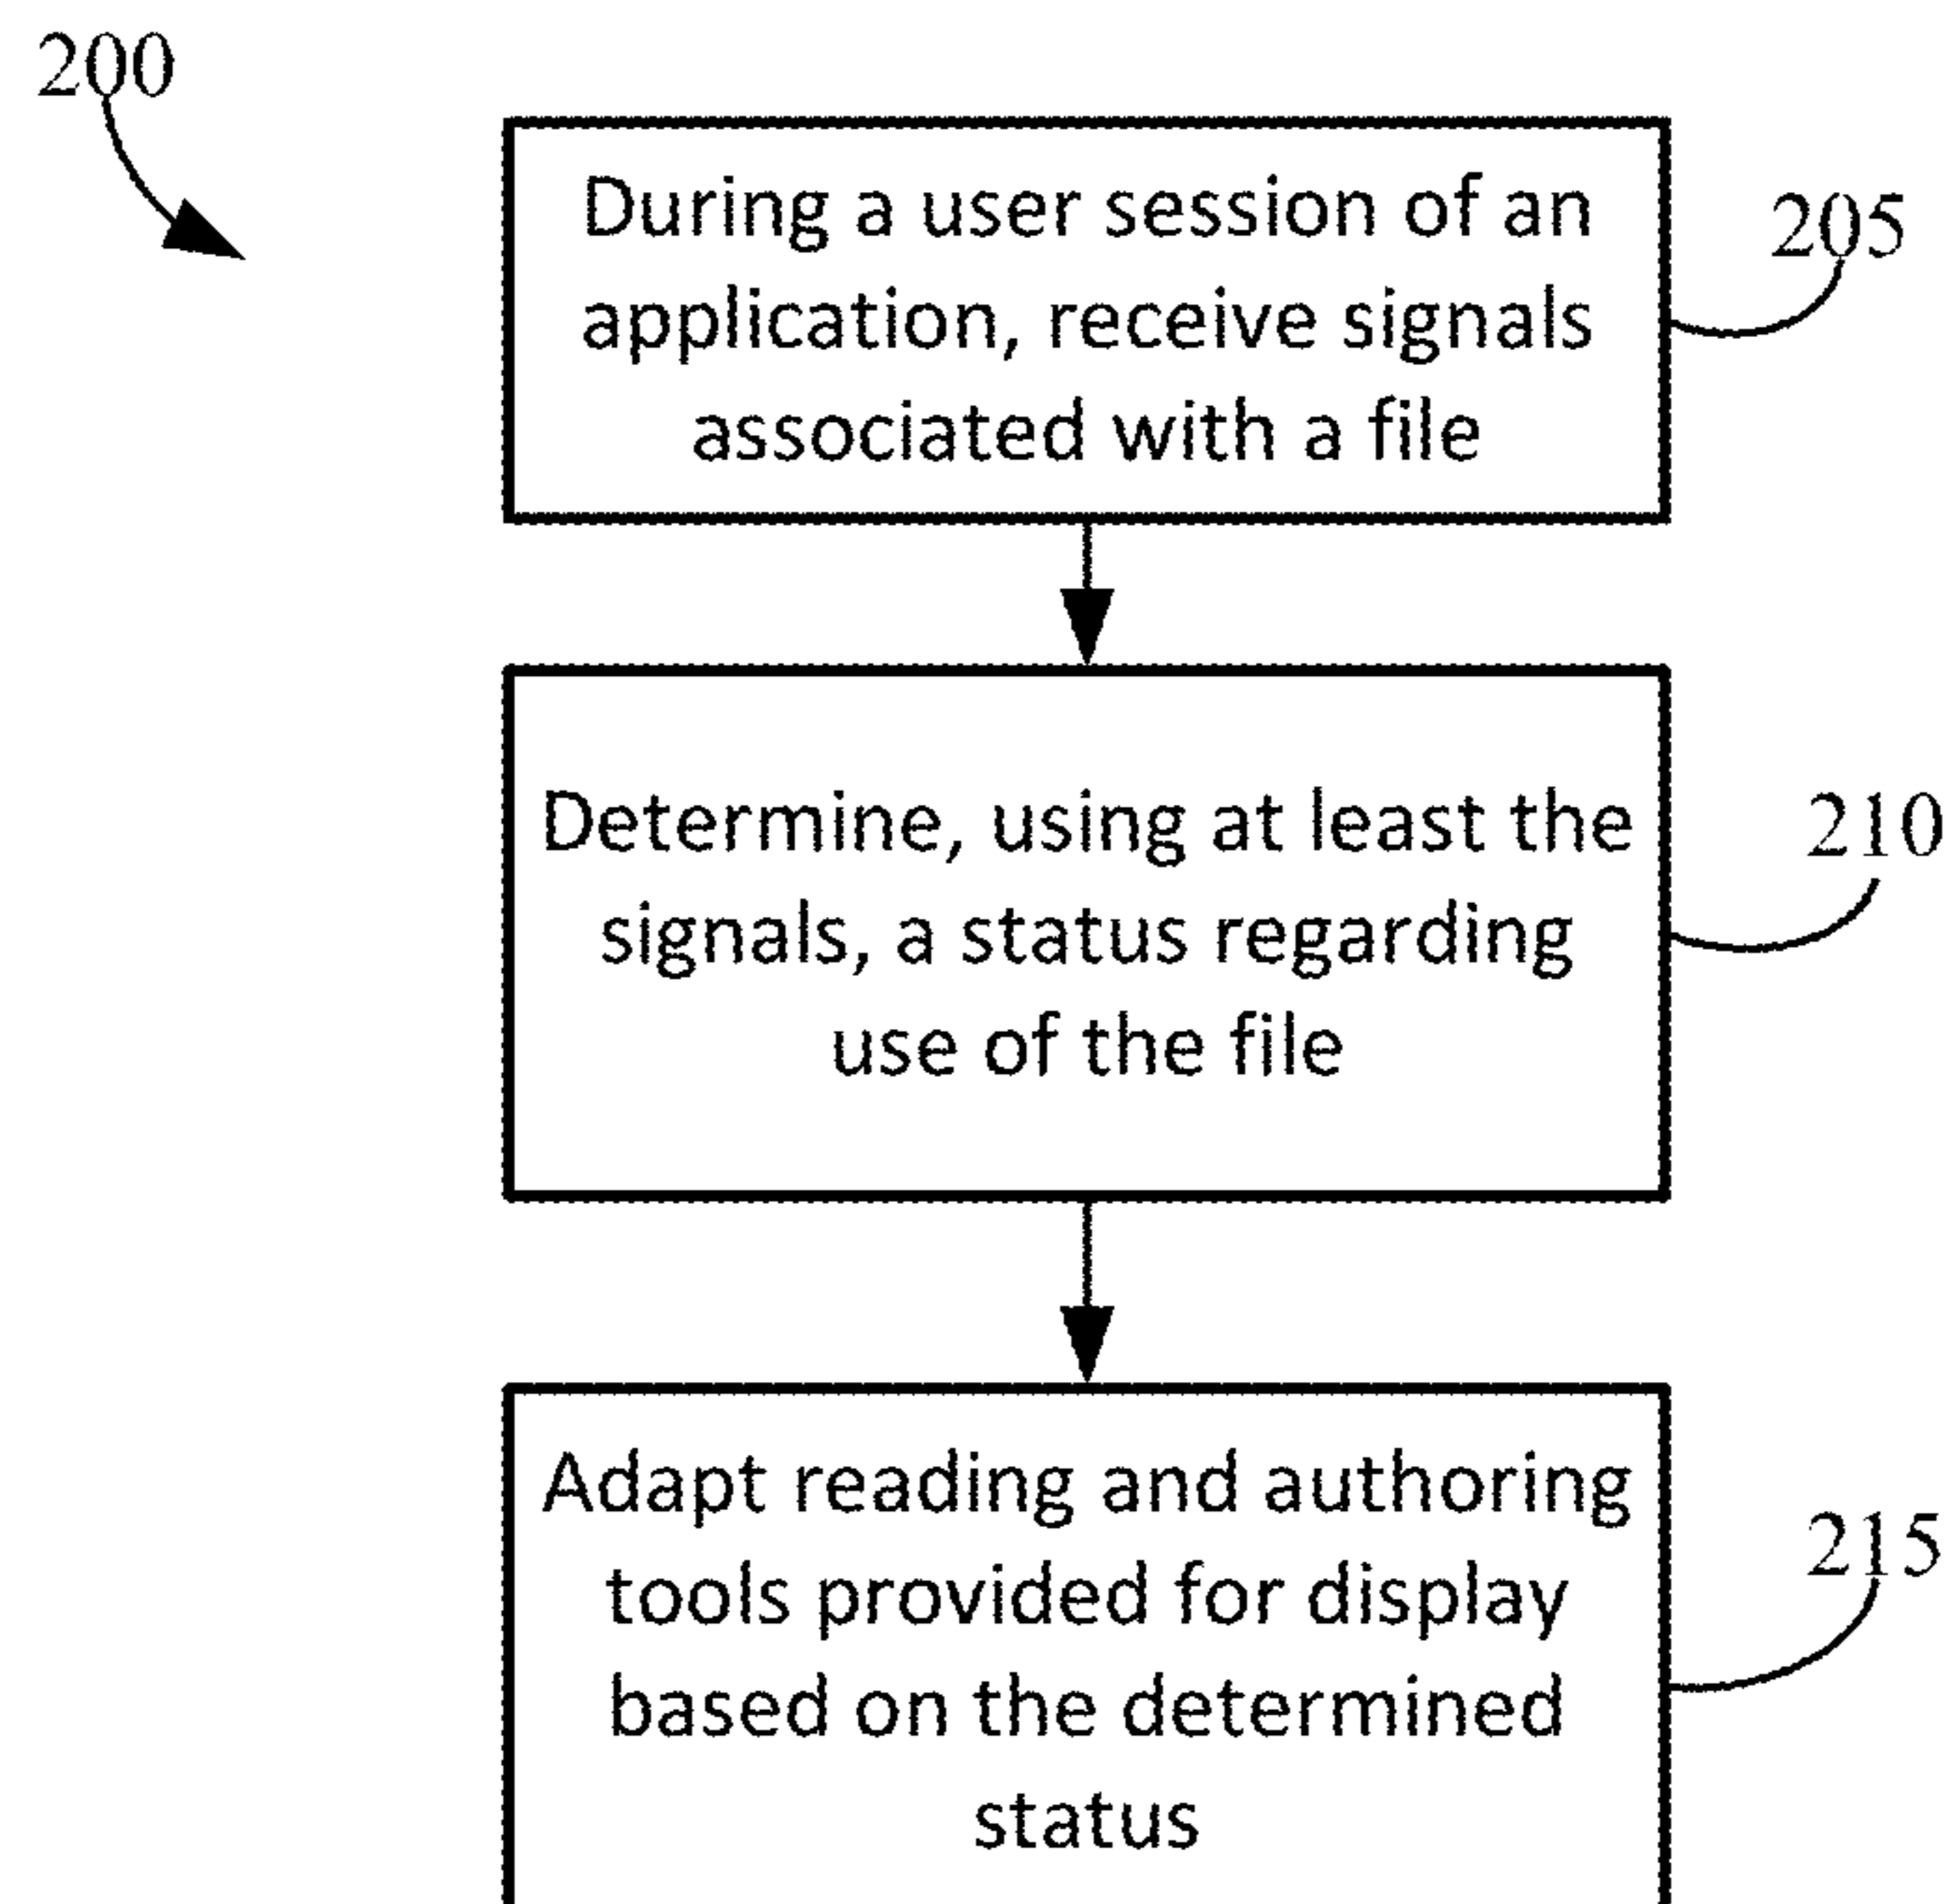 200
During a user session of an
application, receive signals
associated with a file
205
Determine, using at least the
signals, a status regarding
use of the file
210
Adapt reading and authoring
tools provided for display
based on the determined
status
215